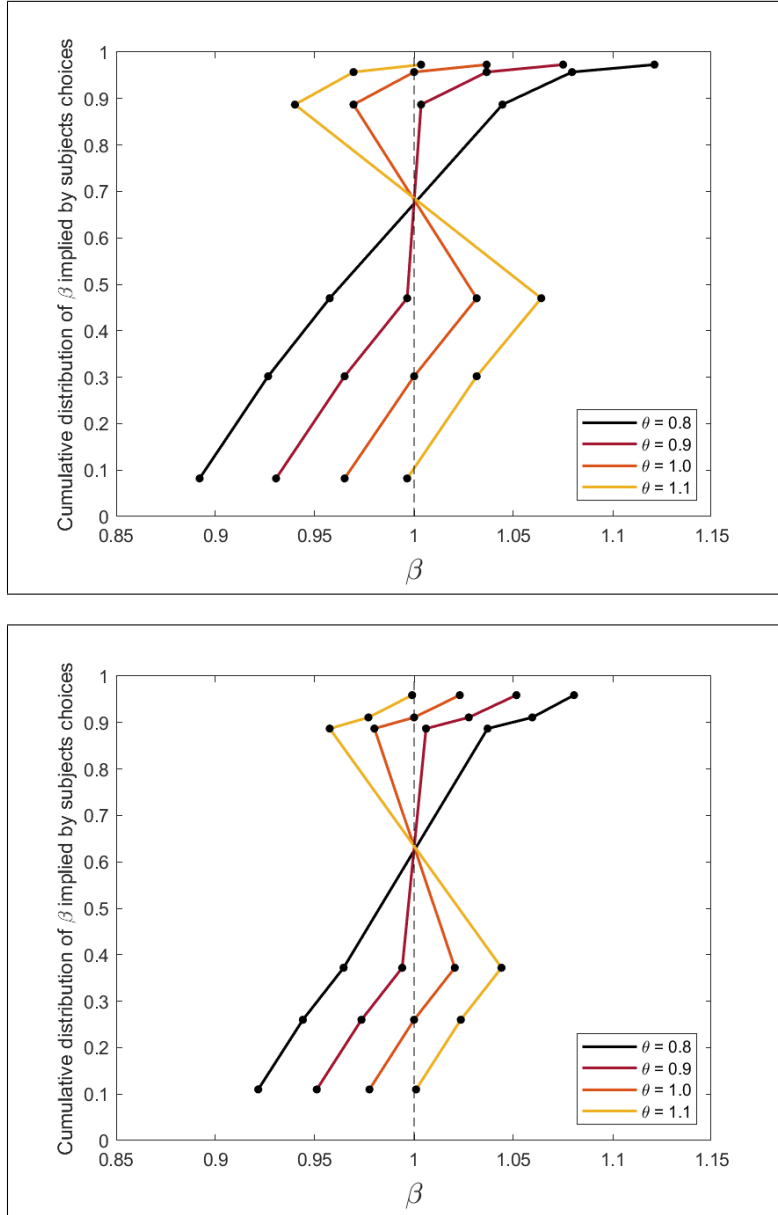 Cumulative distribution of β implied by subjects choices
1
0.9
0.8
0.7
0.6
0.5
0.4
0.3
0.2
0.1
0
θ = 0.8
θ = 0.9
θ = 1.0
θ = 1.1
0.85 0.9 0.95 1 1.05 1.1 1.15
β
Cumulative distribution of β implied by subjects choices
1
0.9
0.8
0.7
0.6
0.5
0.4
0.3
0.2
0.1
0
θ = 0.8
θ = 0.9
θ = 1.0
θ = 1.1
0.85 0.9 0.95 1 1.05 1.1 1.15
β